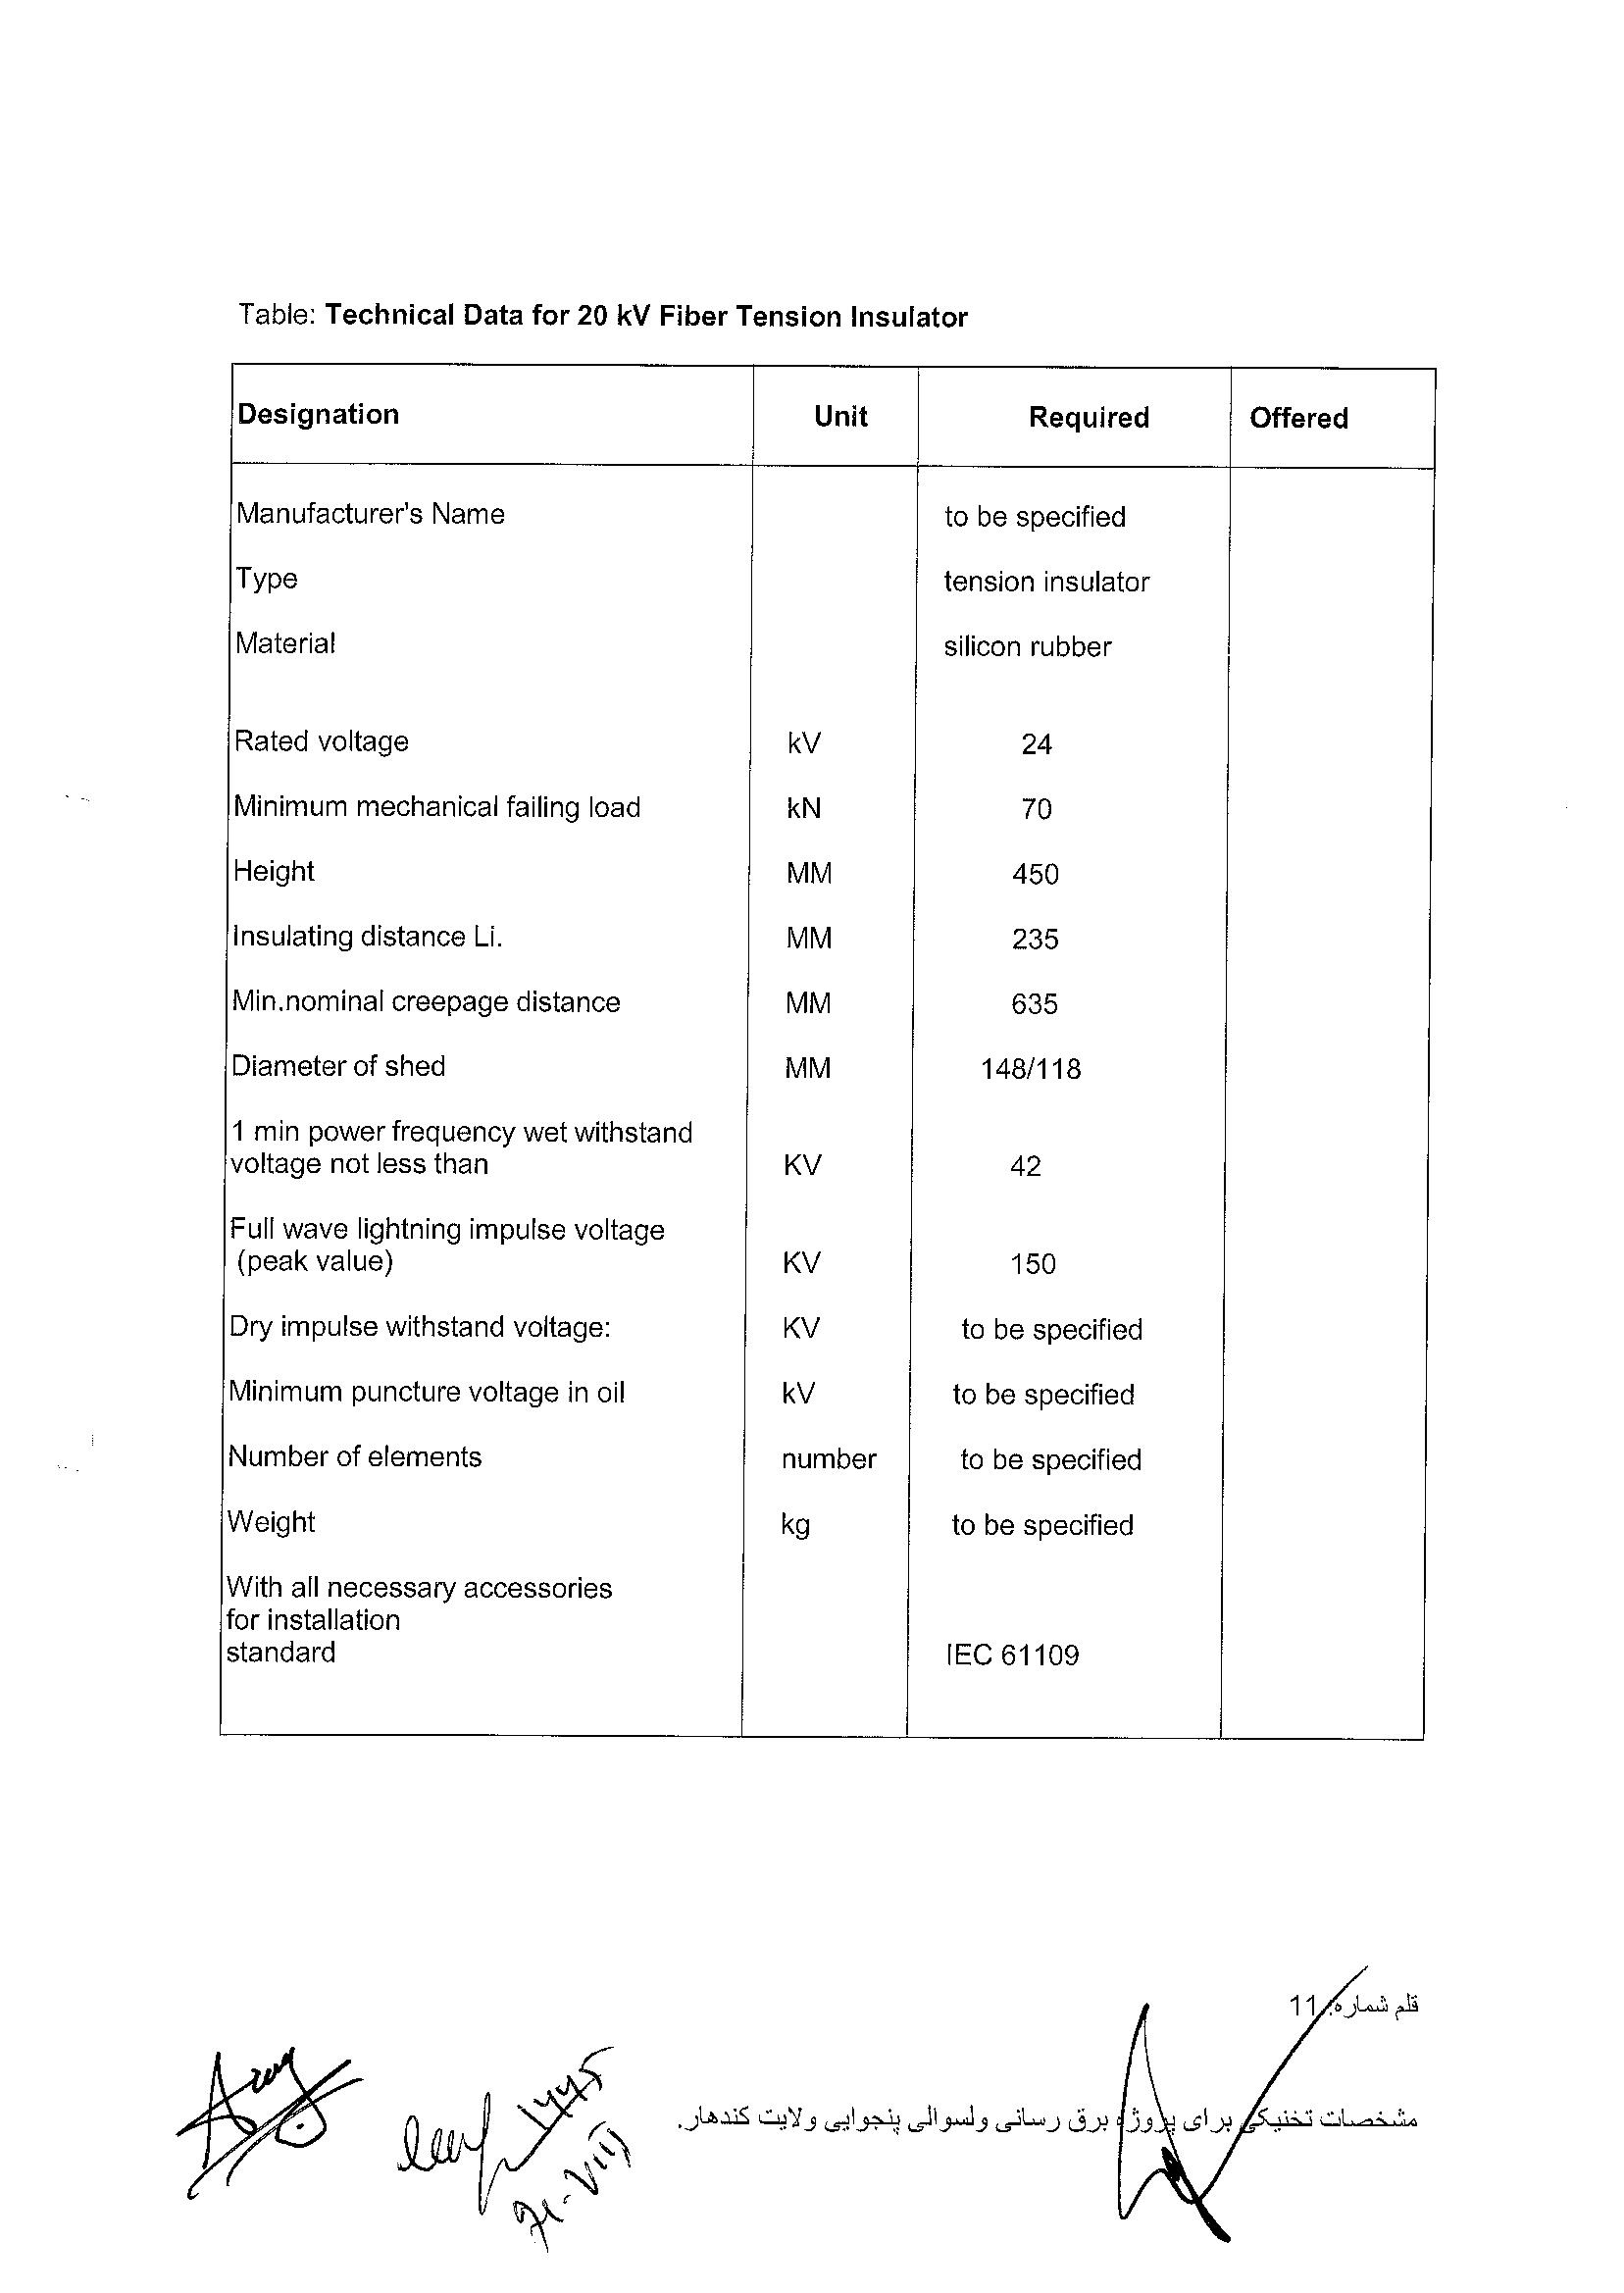 Table: Technical Data for 20 kV Fiber Tension Insulator
Designation Unit Required Offered
Manufacturer's Name to be specified
Type tension insulator
Material silicon rubber
Rated voltage kV 24
Minimum mechanical failing load kN 70
Height MM 450
Insulating distance Li. MM 235
Min.nominal creepage distance MM 635
Diameter of shed MM 148/118
1 min power frequency wet withstand
voltage not less than KV 42
Full wave lightning impulse voltage
(peak value) KV 150
Dry impulse withstand voltage: KV to be specified
Minimum puncture voltage in oil kV to be specified
Number of elements number to be specified
Weight kg to be specified
With all necessary accessories
for installation
standard IEC 61109
قلم شماره: 11
مشخصات تخنیکی برای پروژه برق رسانی ولسوالی پنجوایی ولایت کندهار.